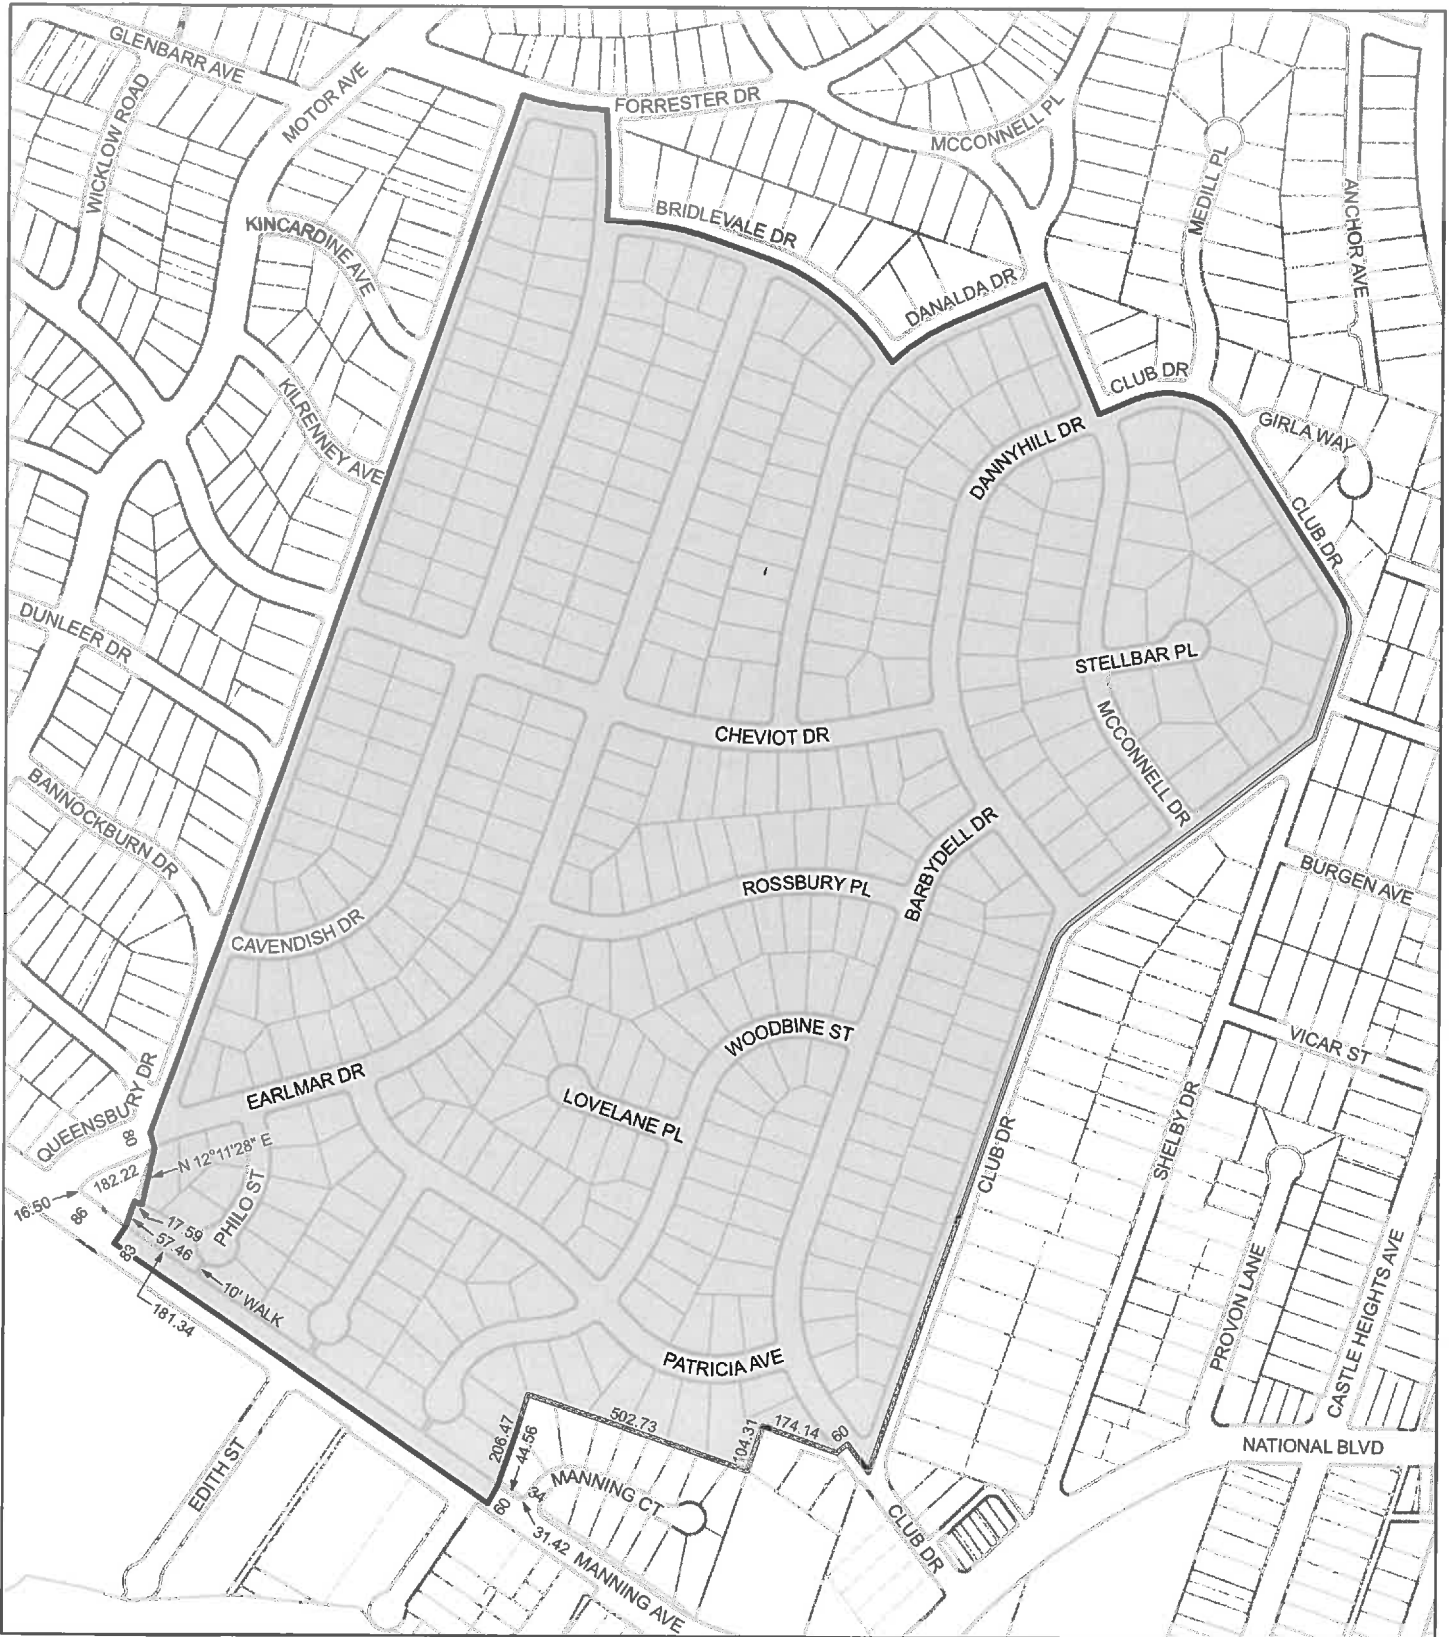 GLENBARR AVE
MOTOR AVE
WICKLOW ROAD
FORRESTER DR
MCCONNELL PL
MEDILL PL
ANCHOR AVE
KINCARDINE AVE
BRIDLEVALE DR
DANALDA DR
CLUB DR
GIRLA WAY
KILRENNEY AVE
DANNYHILL DR
CLUB DR
DUNLEER DR
STELLBAR PL
MCCONNELL DR
CHEVIOT DR
BANNOCKBURN DR
BARBYDELL DR
ROSSBURY PL
BURGEN AVE
CAVENDISH DR
WOODBINE ST
VICAR ST
EARLMAR DR
LOVELANE PL
QUEENSBURY DR
80
N 12°11'28" E
182.22
16.50
86
17.59
57.46
83
PHILO ST
10' WALK
181.34
CLUB DR
SHELBY DR
PROVON LANE
CASTLE HEIGHTS AVE
PATRICIA AVE
206.47
44.56
502.73
104.31
174.14
60
NATIONAL BLVD
EDITH ST
MANNING CT
60
34
31.42
MANNING AVE
CLUB DR